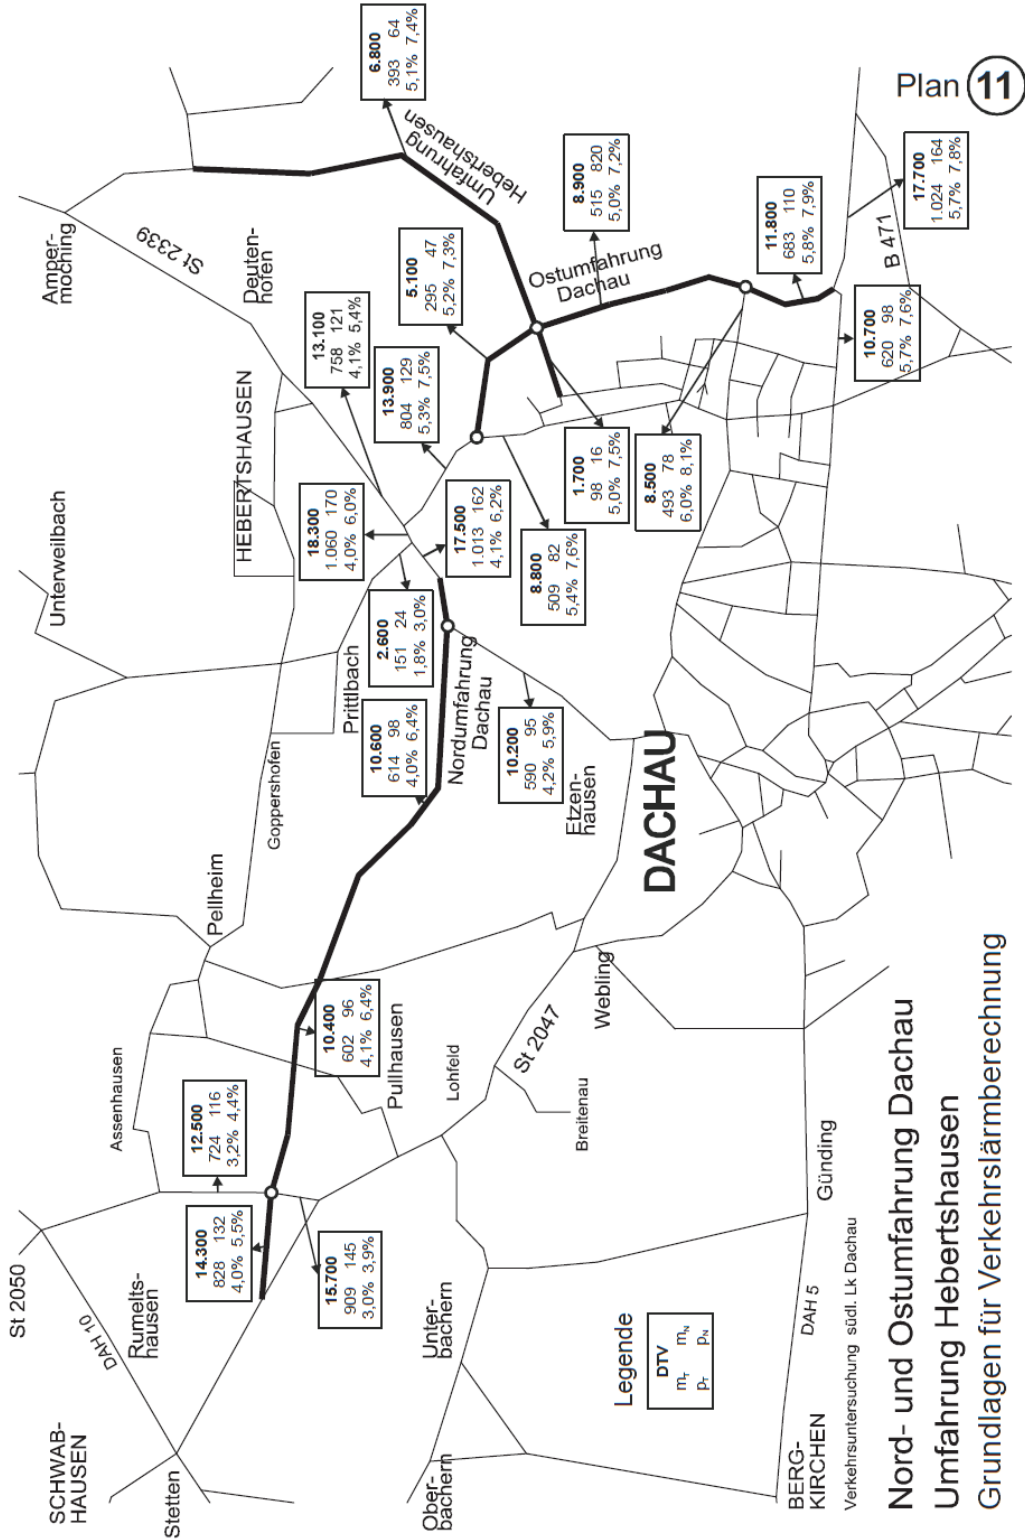 St 2050
SCHWAB-
HAUSEN
DAH 10
Stetten
Rumelts-
hausen
14.300
828 132
4,0% 5,5%
12.500
724 116
3,2% 4,4%
15.700
909 145
3,0% 3,9%
Assenhausen
Pellheim
Goppershofen
10.400
602 96
4,1% 6,4%
Pullhausen
Lohfeld
St 2047
Webling
Breitenau
Unter-
bachern
Ober-
bachern
Unterweilbach
HEBERTSHAUSEN
Prittlbach
Amper-
moching
St 2339
Deuten-
hofen
10.600
614 98
4,0% 6,4%
2.600
151 24
1,8% 3,0%
18.300
1.060 170
4,0% 6,0%
13.100
758 121
4,1% 5,4%
13.900
804 129
5,3% 7,5%
5.100
295 47
5,2% 7,3%
6.800
393 64
5,1% 7,4%
Umfahrung
Hebertshausen
Nordumfahrung
Dachau
17.500
1.013 162
4,1% 6,2%
10.200
590 95
4,2% 5,9%
Etzen-
hausen
8.800
509 82
5,4% 7,6%
1.700
98 16
5,0% 7,5%
8.500
493 78
6,0% 8,1%
Ostumfahrung
Dachau
8.900
515 820
5,0% 7,2%
11.800
683 110
5,8% 7,9%
17.700
1.024 164
5,7% 7,8%
10.700
620 98
5,7% 7,6%
B 471
DACHAU
Günding
DAH 5
BERG-
KIRCHEN
Legende
DTV
mT mN
pT pN
Verkehrsuntersuchung südl. Lk Dachau
Nord- und Ostumfahrung Dachau
Umfahrung Hebertshausen
Grundlagen für Verkehrslärmberechnung
Plan 11